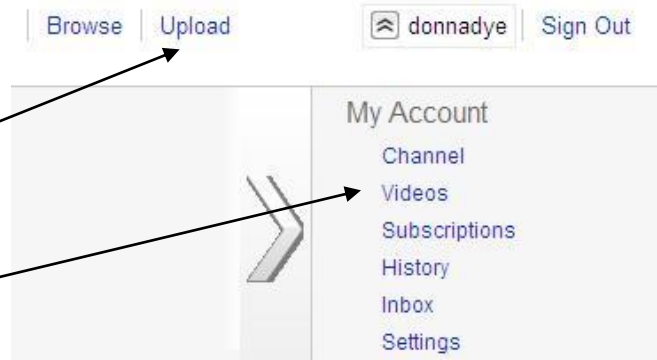 Browse Upload donnadye Sign Out
My Account
Channel
Videos
Subscriptions
History
Inbox
Settings